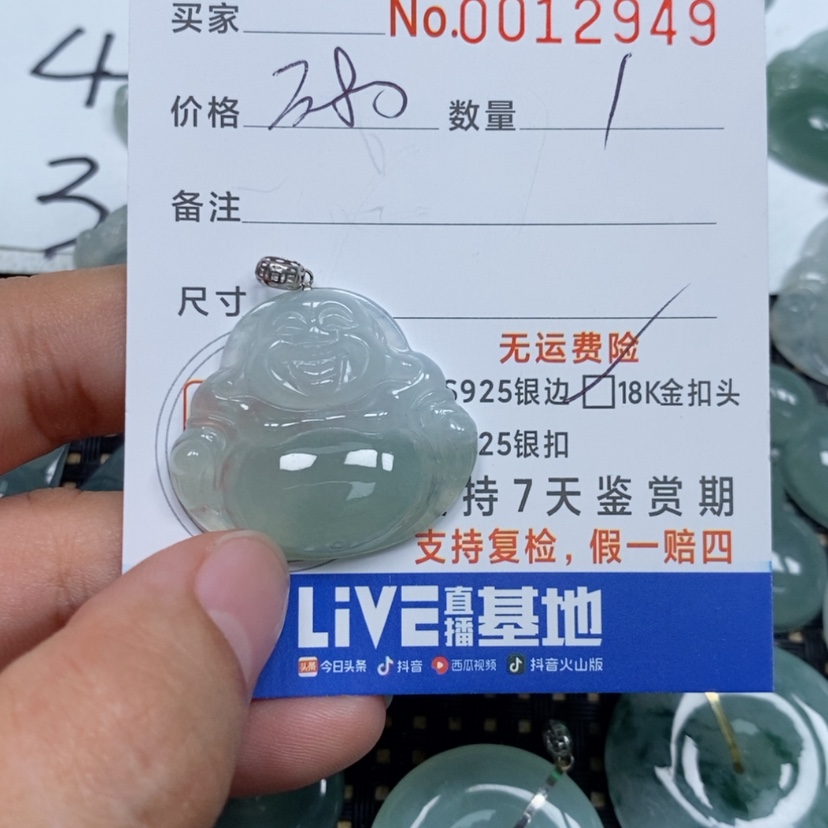 买家 No.0012949
4
价格 数量 1
3
备注
尺寸
无运费险
S925银边 18K金扣头
25银扣
持7天鉴赏期
支持复检，假一赔四
LiVE直播基地
头条 今日头条 抖音 西瓜视频 抖音火山版